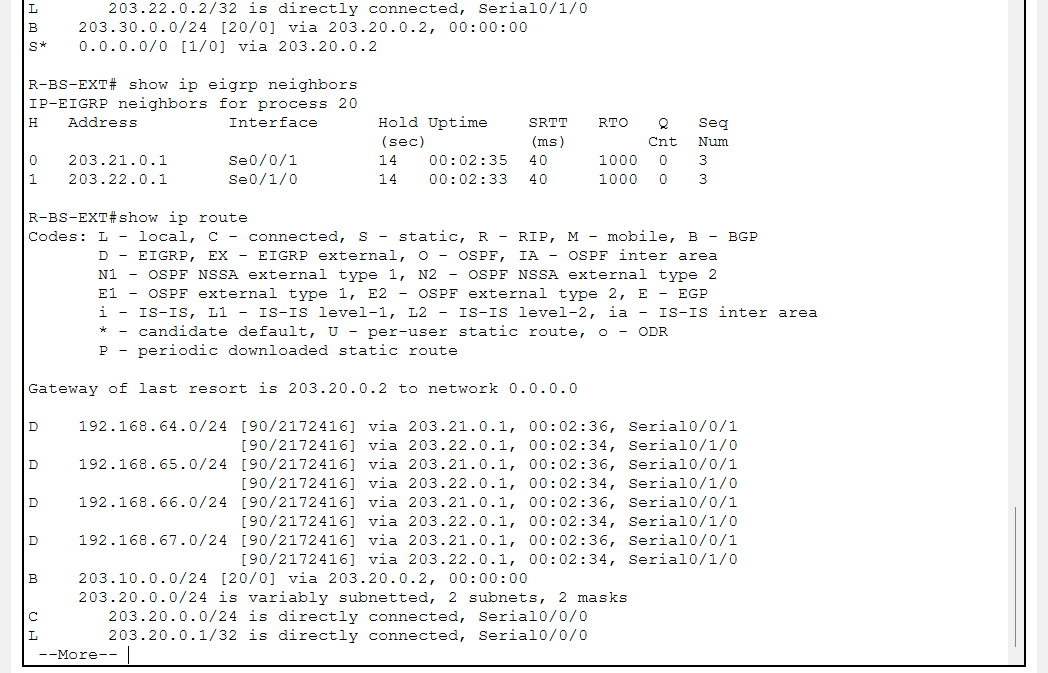 L       203.22.0.2/32 is directly connected, Serial0/1/0
B    203.30.0.0/24 [20/0] via 203.20.0.2, 00:00:00
S*   0.0.0.0/0 [1/0] via 203.20.0.2

R-BS-EXT# show ip eigrp neighbors
IP-EIGRP neighbors for process 20
H   Address         Interface      Hold Uptime    SRTT   RTO   Q   Seq
                                   (sec)          (ms)        Cnt  Num
0   203.21.0.1      Se0/0/1        14   00:02:35  40     1000  0   3
1   203.22.0.1      Se0/1/0        14   00:02:33  40     1000  0   3

R-BS-EXT#show ip route
Codes: L - local, C - connected, S - static, R - RIP, M - mobile, B - BGP
       D - EIGRP, EX - EIGRP external, O - OSPF, IA - OSPF inter area
       N1 - OSPF NSSA external type 1, N2 - OSPF NSSA external type 2
       E1 - OSPF external type 1, E2 - OSPF external type 2, E - EGP
       i - IS-IS, L1 - IS-IS level-1, L2 - IS-IS level-2, ia - IS-IS inter area
       * - candidate default, U - per-user static route, o - ODR
       P - periodic downloaded static route

Gateway of last resort is 203.20.0.2 to network 0.0.0.0

D    192.168.64.0/24 [90/2172416] via 203.21.0.1, 00:02:36, Serial0/0/1
                     [90/2172416] via 203.22.0.1, 00:02:34, Serial0/1/0
D    192.168.65.0/24 [90/2172416] via 203.21.0.1, 00:02:36, Serial0/0/1
                     [90/2172416] via 203.22.0.1, 00:02:34, Serial0/1/0
D    192.168.66.0/24 [90/2172416] via 203.21.0.1, 00:02:36, Serial0/0/1
                     [90/2172416] via 203.22.0.1, 00:02:34, Serial0/1/0
D    192.168.67.0/24 [90/2172416] via 203.21.0.1, 00:02:36, Serial0/0/1
                     [90/2172416] via 203.22.0.1, 00:02:34, Serial0/1/0
B    203.10.0.0/24 [20/0] via 203.20.0.2, 00:00:00
     203.20.0.0/24 is variably subnetted, 2 subnets, 2 masks
C       203.20.0.0/24 is directly connected, Serial0/0/0
L       203.20.0.1/32 is directly connected, Serial0/0/0
 --More--